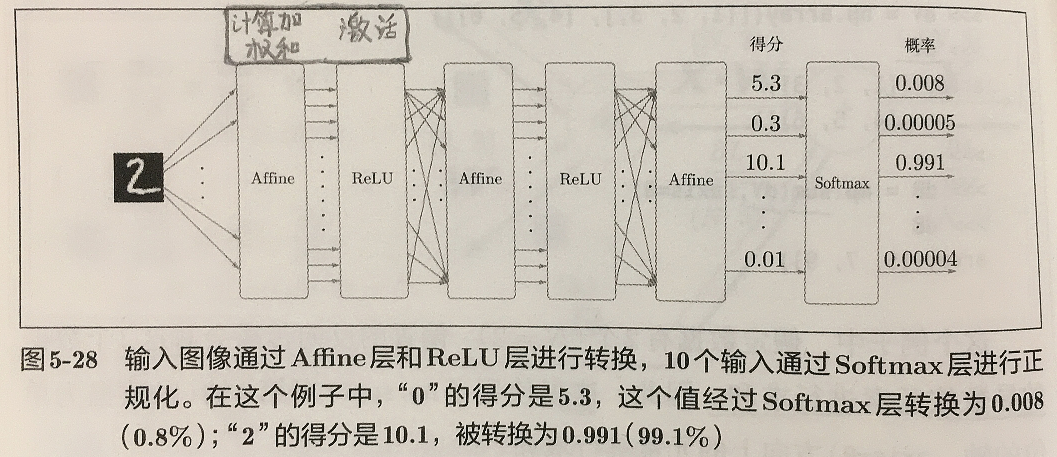 计算加
权和 激活
得分 概率
5.3 0.008
0.3 0.00005
10.1 0.991
2 Affine ReLU Affine ReLU Affine Softmax
0.01 0.00004
图5-28 输入图像通过Affine层和ReLU层进行转换，10个输入通过Softmax层进行正
规化。在这个例子中，“0”的得分是5.3，这个值经过Softmax层转换为0.008
(0.8%)；“2”的得分是10.1，被转换为0.991(99.1%)